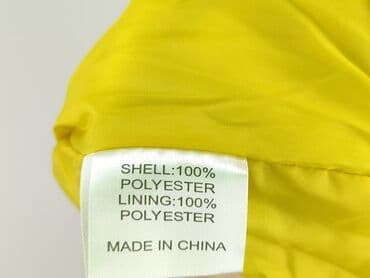 SHELL:100%
POLYESTER
LINING:100%
POLYESTER
MADE IN CHINA